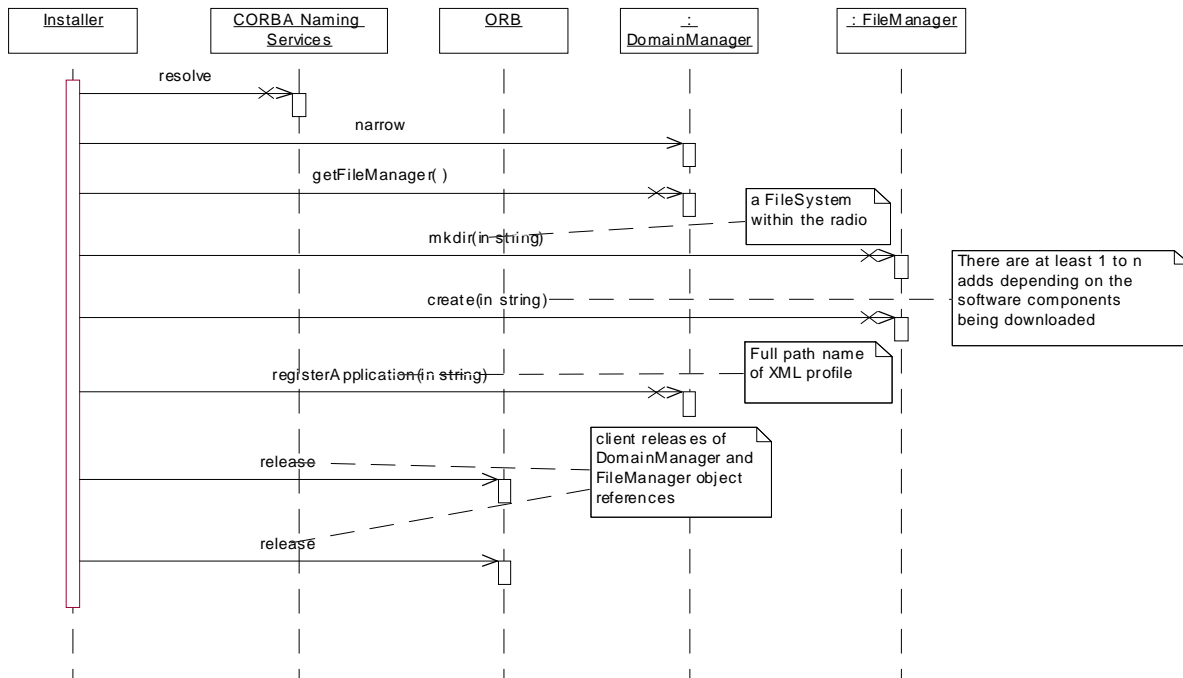 Installer
CORBA Naming
Services
ORB
:
DomainManager
: FileManager
resolve
narrow
getFileManager( )
a FileSystem
within the radio
mkdir(in string)
There are at least 1 to n
adds depending on the
software components
being downloaded
create(in string)
Full path name
of XML profile
registerApplication(in string)
client releases of
DomainManager and
FileManager object
references
release
release